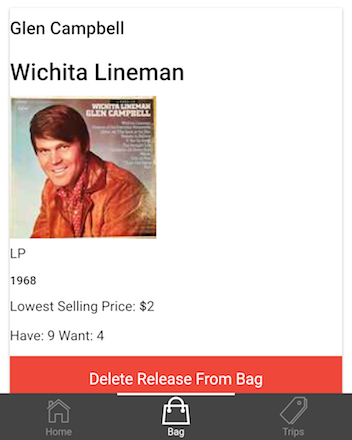 Glen Campbell
Wichita Lineman
WICHITA LINEMAN
GLEN CAMPBELL
LP
1968
Lowest Selling Price: $2
Have: 9 Want: 4
Delete Release From Bag
Home
Bag
Trips